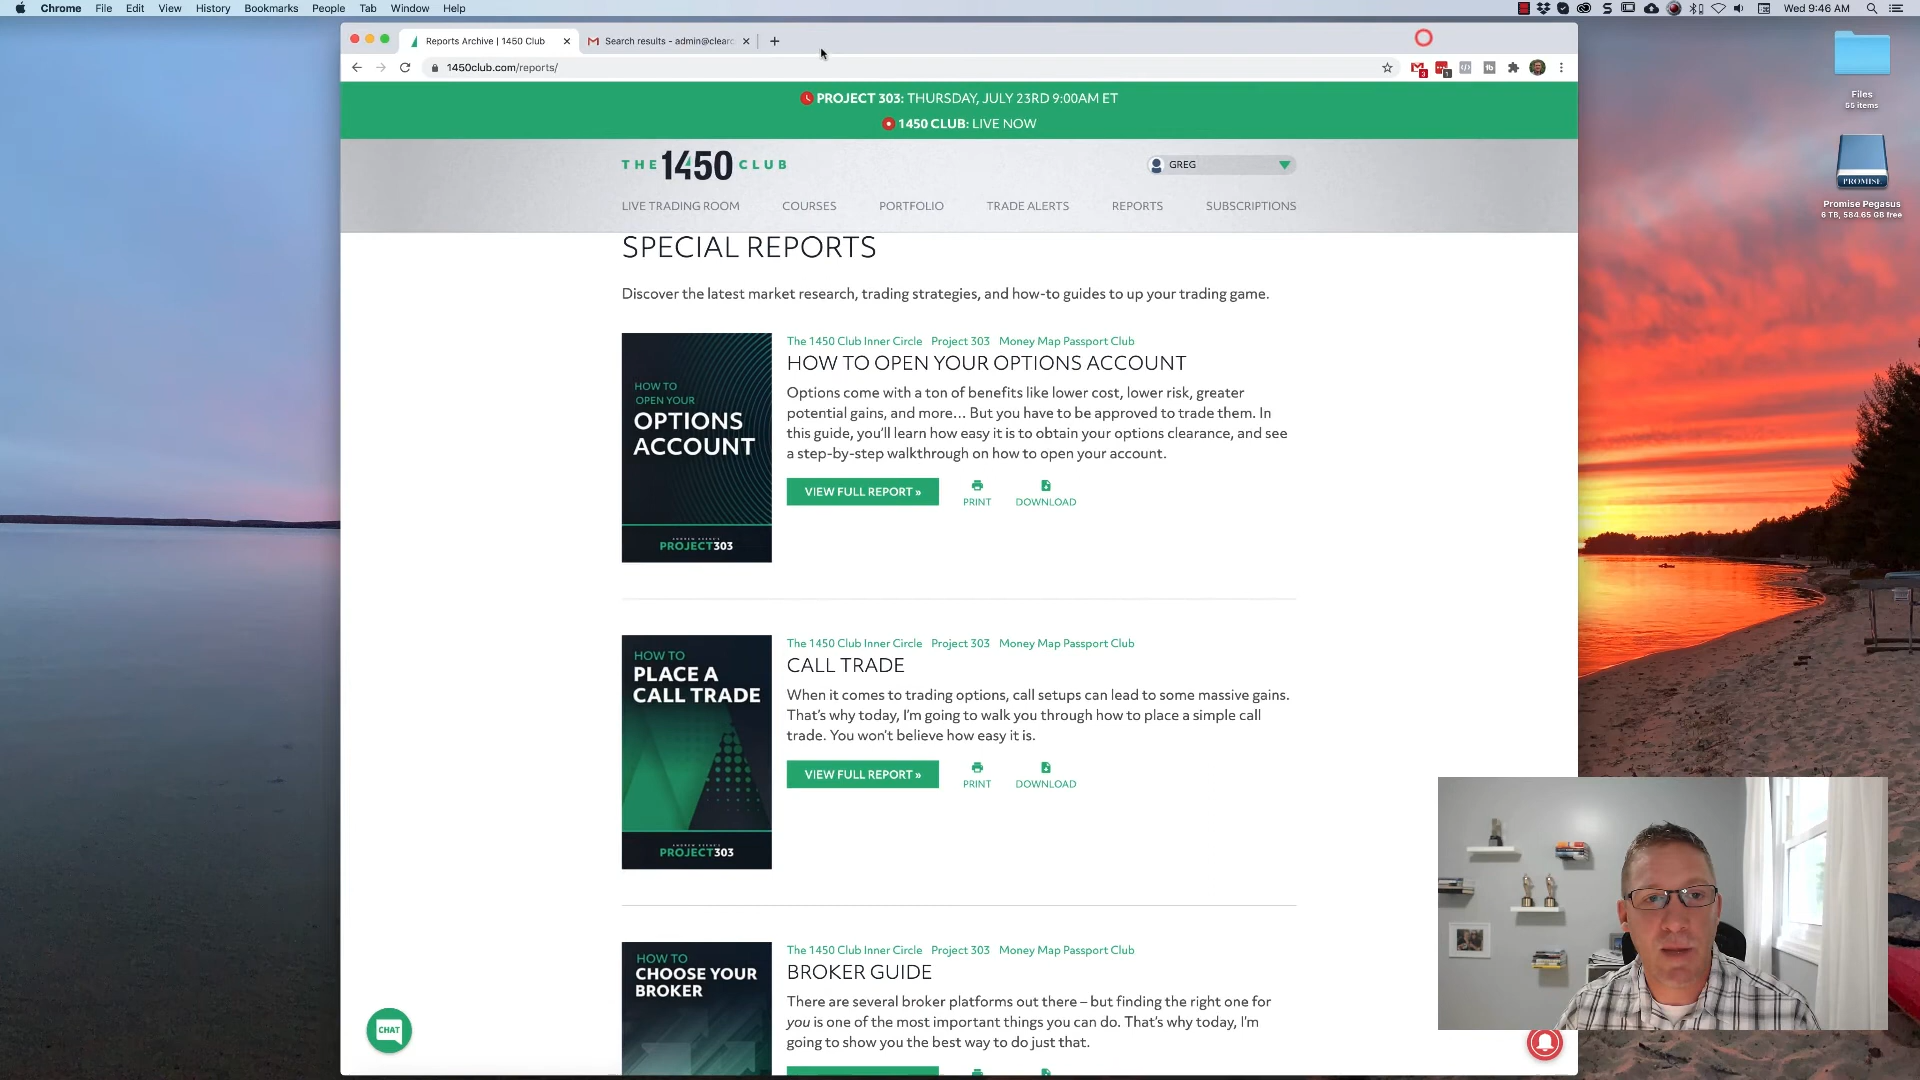 Chrome File Edit View History Bookmarks People Tab Window Help
Wed 9:46 AM
Reports Archive | 1450 Club
Search results - admin@clearc
1450club.com/reports/
PROJECT 303: THURSDAY, JULY 23RD 9:00AM ET
1450 CLUB: LIVE NOW
THE 1450 CLUB
GREG
LIVE TRADING ROOM COURSES PORTFOLIO TRADE ALERTS REPORTS SUBSCRIPTIONS
SPECIAL REPORTS
Discover the latest market research, trading strategies, and how-to guides to up your trading game.
HOW TO
OPEN YOUR
OPTIONS
ACCOUNT
PROJECT303
The 1450 Club Inner Circle Project 303 Money Map Passport Club
HOW TO OPEN YOUR OPTIONS ACCOUNT
Options come with a ton of benefits like lower cost, lower risk, greater
potential gains, and more... But you have to be approved to trade them. In
this guide, you'll learn how easy it is to obtain your options clearance, and see
a step-by-step walkthrough on how to open your account.
VIEW FULL REPORT »
PRINT
DOWNLOAD
HOW TO
PLACE A
CALL TRADE
PROJECT303
The 1450 Club Inner Circle Project 303 Money Map Passport Club
CALL TRADE
When it comes to trading options, call setups can lead to some massive gains.
That's why today, I'm going to walk you through how to place a simple call
trade. You won't believe how easy it is.
VIEW FULL REPORT »
PRINT
DOWNLOAD
HOW TO
CHOOSE YOUR
BROKER
The 1450 Club Inner Circle Project 303 Money Map Passport Club
BROKER GUIDE
There are several broker platforms out there – but finding the right one for
you is one of the most important things you can do. That's why today, I'm
going to show you the best way to do just that.
CHAT
Files
55 items
PROMISE
Promise Pegasus
6 TB, 584.65 GB free